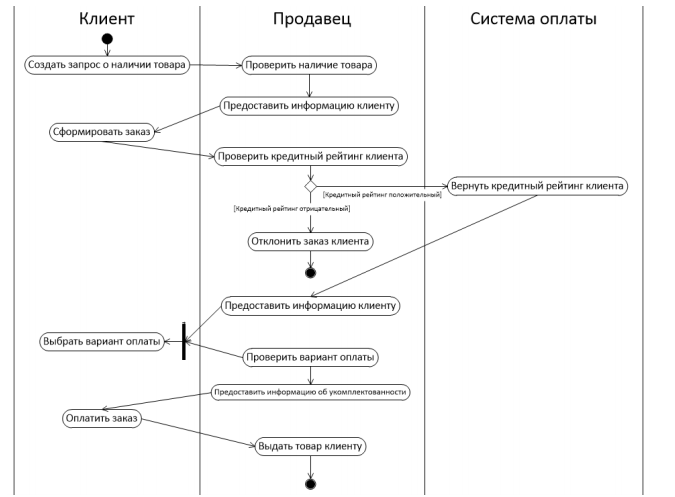 Клиент
Продавец
Система оплаты
Создать запрос о наличии товара
Проверить наличие товара
Предоставить информацию клиенту
Сформировать заказ
Проверить кредитный рейтинг клиента
[Кредитный рейтинг положительный]
Вернуть кредитный рейтинг клиента
[Кредитный рейтинг отрицательный]
Отклонить заказ клиента
Предоставить информацию клиенту
Выбрать вариант оплаты
Проверить вариант оплаты
Предоставить информацию об укомплектованности
Оплатить заказ
Выдать товар клиенту